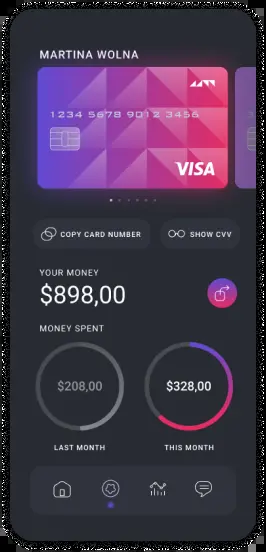 MARTINA WOLNA
1234 5678 9012 3456
VISA
COPY CARD NUMBER
SHOW CVV
YOUR MONEY
$898,00
MONEY SPENT
$208,00
$328,00
LAST MONTH
THIS MONTH